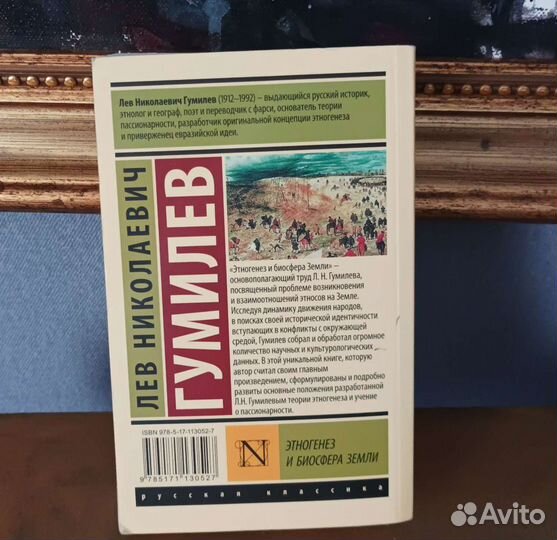 Лев Николаевич Гумилев (1912–1992) – выдающийся русский историк,
этнолог и географ, поэт и переводчик с фарси, основатель теории
пассионарности, разработчик оригинальной концепции этногенеза
и приверженец евразийской идеи.
ЛЕВ НИКОЛАЕВИЧ
ГУМИЛЕВ
«Этногенез и биосфера Земли» –
основополагающий труд Л. Н. Гумилева,
посвященный проблеме возникновения
и взаимоотношений этносов на Земле.
Исследуя динамику движения народов,
в поисках своей исторической идентичности
вступающих в конфликты с окружающей
средой, Гумилев собрал и обработал огромное
количество научных и культурологических
данных. В этой уникальной книге, которую
автор считал своим главным
произведением, сформулированы и подробно
развиты основные положения разработанной
Л.Н. Гумилевым теории этногенеза и учение
о пассионарности.
ISBN 978-5-17-113052-7
9 785171 130527
N
ЭТНОГЕНЕЗ
И БИОСФЕРА ЗЕМЛИ
русская классика
Avito